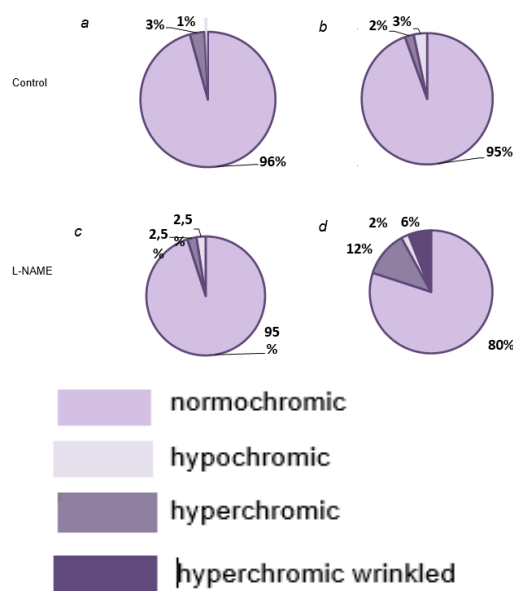 a
3%
1%
b
2%
3%
Control
96%
95%
c
2,5
%
2,5
%
d
2%
6%
12%
L-NAME
95
%
80%
normochromic
hypochromic
hyperchromic
hyperchromic wrinkled